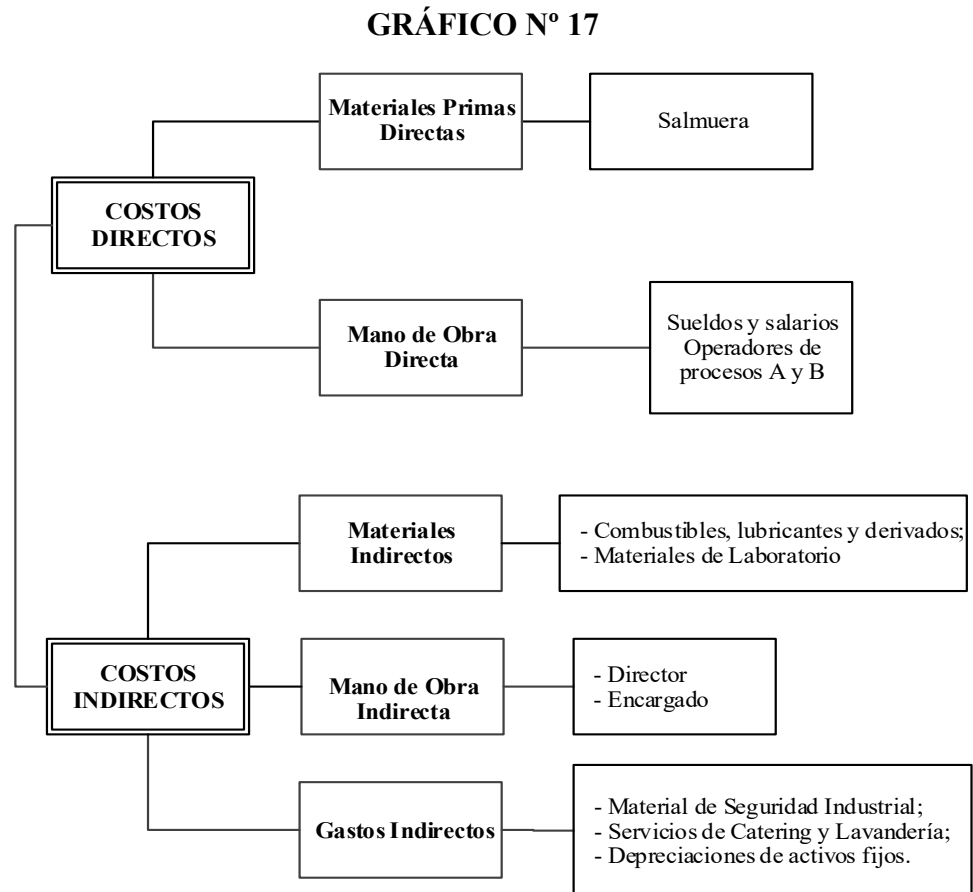 GRÁFICO Nº 17
Materiales Primas
Directas
Salmuera
COSTOS
DIRECTOS
Mano de Obra
Directa
Sueldos y salarios
Operadores de
procesos A y B
Materiales
Indirectos
- Combustibles, lubricantes y derivados;
- Materiales de Laboratorio
COSTOS
INDIRECTOS
Mano de Obra
Indirecta
- Director
- Encargado
Gastos Indirectos
- Material de Seguridad Industrial;
- Servicios de Catering y Lavandería;
- Depreciaciones de activos fijos.